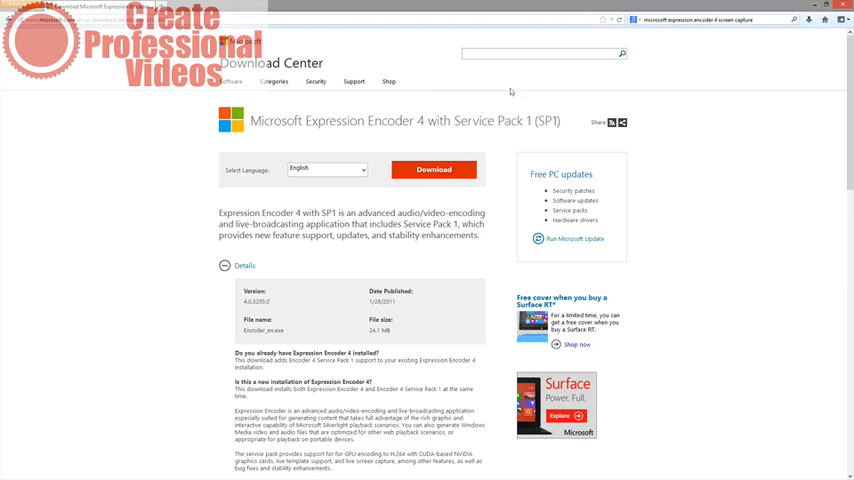 Download Microsoft Expression Encoder...
microsoft expression encoder 4 screen capture
Create
Professional
Videos
Microsoft
Download Center
Software
Categories
Security
Support
Shop
Microsoft Expression Encoder 4 with Service Pack 1 (SP1)
Share
Select Language:
English
Download
Expression Encoder 4 with SP1 is an advanced audio/video-encoding
and live-broadcasting application that includes Service Pack 1, which
provides new feature support, updates, and stability enhancements.
Details
Version:
4.0.3205.0
Date Published:
1/28/2011
File name:
Encoder_en.exe
File size:
24.1 MB
Do you already have Expression Encoder 4 installed?
This download adds Encoder 4 Service Pack 1 support to your existing Expression Encoder 4
installation.
Is this a new installation of Expression Encoder 4?
This download installs both Expression Encoder 4 and Encoder 4 Service Pack 1 at the same
time.
Expression Encoder is an advanced audio/video-encoding and live-broadcasting application
especially suited for generating content that takes full advantage of the rich graphic and
interactive capability of Microsoft Silverlight playback scenarios. You can also generate Windows
Media video and audio files that are optimized for other web playback scenarios, or
appropriate for playback on portable devices.
The service pack provides support for for GPU encoding to H.264 with CUDA-based NVIDIA
graphics cards, live template support, and live screen capture, among other features, as well as
bug fixes and stability enhancements.
Free PC updates
Security patches
Software updates
Service packs
Hardware drivers
Run Microsoft Update
Free cover when you buy a
Surface RT*
For a limited time, you can
get a free cover when you
buy a Surface RT.
Shop now
Surface
Power. Full.
Explore
Microsoft